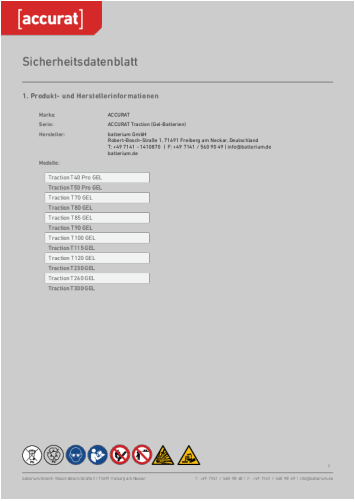 [accurat]
Sicherheitsdatenblatt
1. Produkt- und Herstellerinformationen
Marke: ACCURAT
Serie: ACCURAT Traction (Gel-Batterien)
Hersteller: batterium GmbH
Robert-Bosch-Straße 1, 71691 Freiberg am Neckar, Deutschland
T: +49 7141 - 1410870 | F: +49 7141 / 560 90 49 | info@batterium.de
batterium.de
Modelle:
Traction T40 Pro GEL
Traction T50 Pro GEL
Traction T70 GEL
Traction T80 GEL
Traction T85 GEL
Traction T90 GEL
Traction T100 GEL
Traction T115 GEL
Traction T120 GEL
Traction T230 GEL
Traction T260 GEL
Traction T300 GEL
1